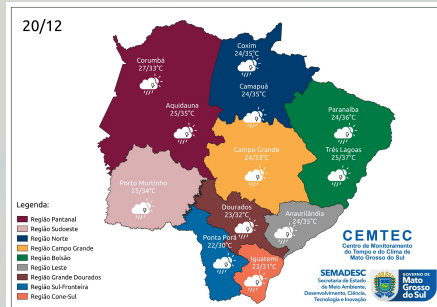 20/12
Coxim
24/35°C
Corumbá
27/33°C
Camapuã
24/35°C
Aquidauna
25/35°C
Paranaíba
24/36°C
Campo Grande
24/33°C
Três Lagoas
25/37°C
Porto Murtinho
25/34°C
Legenda:
Região Pantanal
Região Sudoeste
Região Norte
Região Campo Grande
Região Bolsão
Região Leste
Região Grande Dourados
Região Sul-Fronteira
Região Cone-Sul
Dourados
23/32°C
Anaurilândia
24/35°C
Ponta Porã
22/30°C
Iguatemi
23/31°C
CEMTEC
Centro de Monitoramento
do Tempo e do Clima de
Mato Grosso do Sul
SEMADESC
Secretaria de Estado
de Meio Ambiente,
Desenvolvimento, Ciência,
Tecnologia e Inovação
GOVERNO DE
Mato
Grosso
do Sul